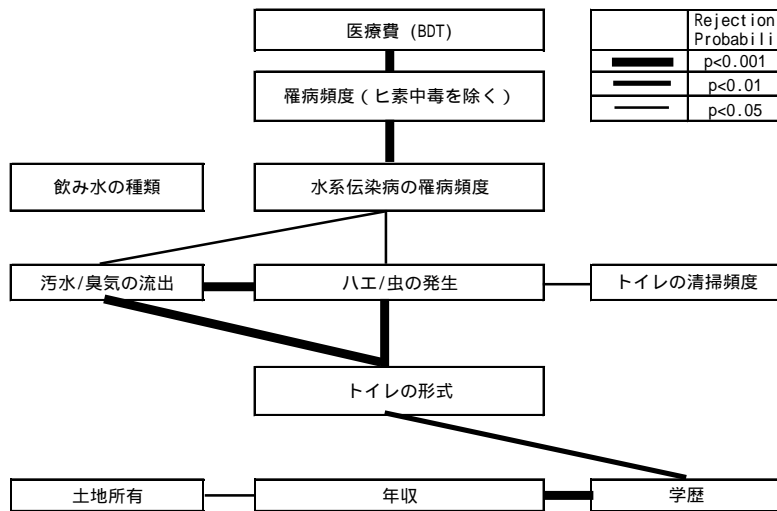 医療費 (BDT)
Rejection
Probabili
p<0.001
p<0.01
p<0.05
罹病頻度(ヒ素中毒を除く)
飲み水の種類
水系伝染病の罹病頻度
汚水/臭気の流出
ハエ/虫の発生
トイレの清掃頻度
トイレの形式
土地所有
年収
学歴